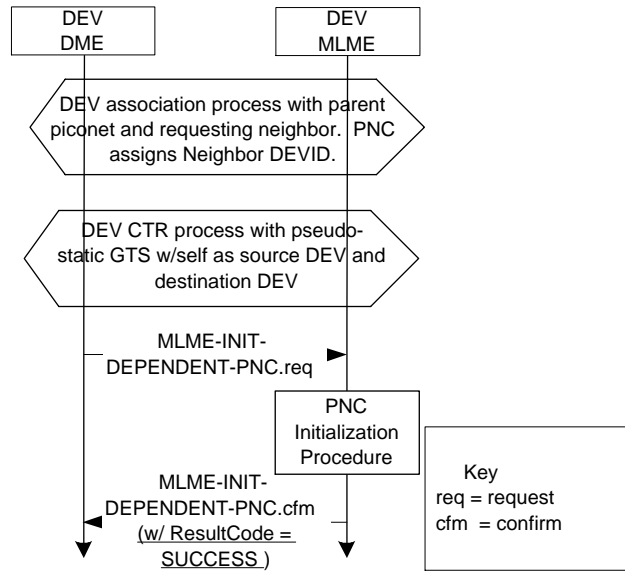 DEV
DME
DEV
MLME
DEV association process with parent
piconet and requesting neighbor. PNC
assigns Neighbor DEVID.
DEV CTR process with pseudo-
static GTS w/self as source DEV and
destination DEV
MLME-INIT-
DEPENDENT-PNC.req
PNC
Initialization
Procedure
MLME-INIT-
DEPENDENT-PNC.cfm
(w/ ResultCode =
SUCCESS )
Key
req = request
cfm = confirm